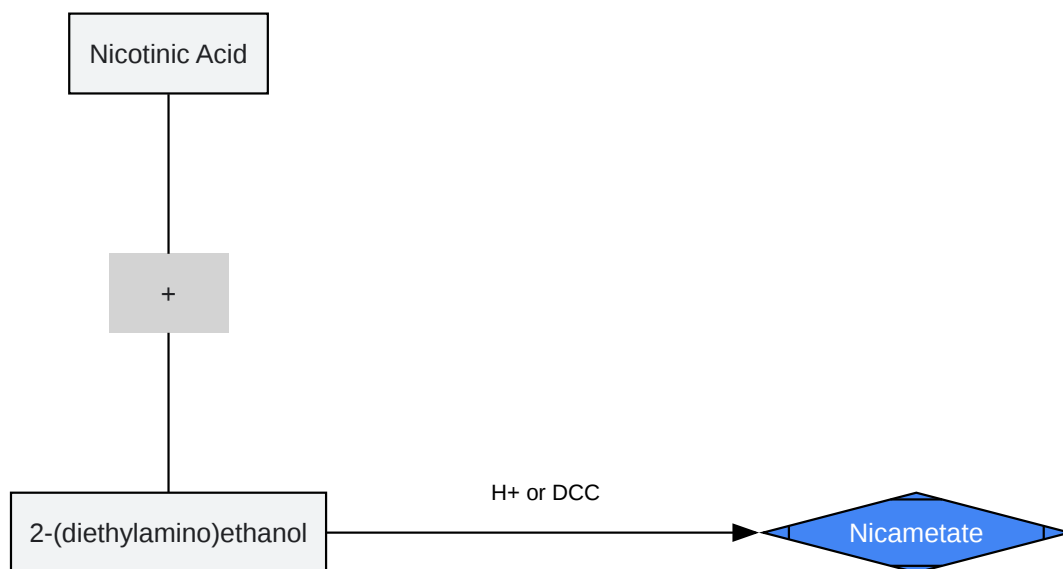 Nicotinic Acid
+
H+ or DCC
2-(diethylamino)ethanol
Nicametate